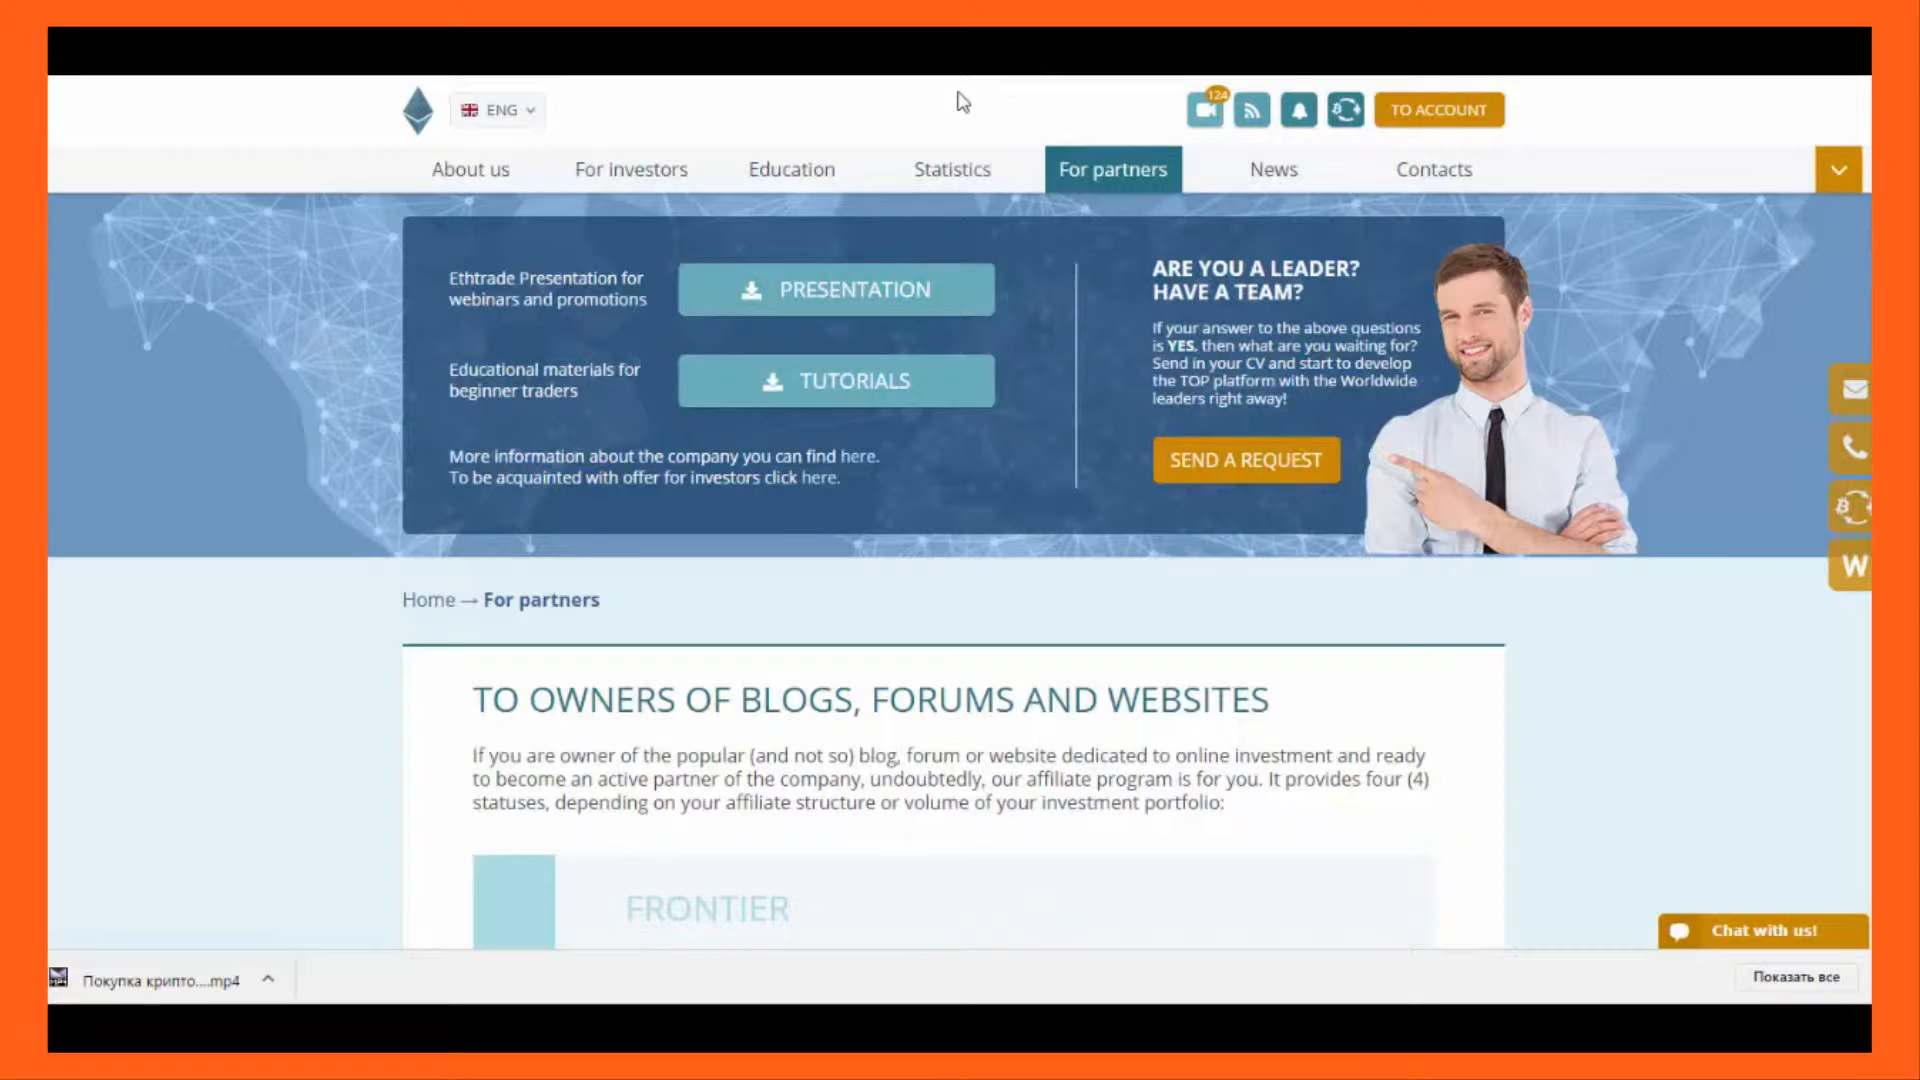 ENG
124
TO ACCOUNT
About us
For investors
Education
Statistics
For partners
News
Contacts
Ethtrade Presentation for
webinars and promotions
PRESENTATION
Educational materials for
beginner traders
TUTORIALS
More information about the company you can find here.
To be acquainted with offer for investors click here.
ARE YOU A LEADER?
HAVE A TEAM?
If your answer to the above questions
is YES, then what are you waiting for?
Send in your CV and start to develop
the TOP platform with the Worldwide
leaders right away!
SEND A REQUEST
W
Home → For partners
TO OWNERS OF BLOGS, FORUMS AND WEBSITES
If you are owner of the popular (and not so) blog, forum or website dedicated to online investment and ready
to become an active partner of the company, undoubtedly, our affiliate program is for you. It provides four (4)
statuses, depending on your affiliate structure or volume of your investment portfolio:
FRONTIER
Chat with us!
Покупка крипто....mp4
Показать все